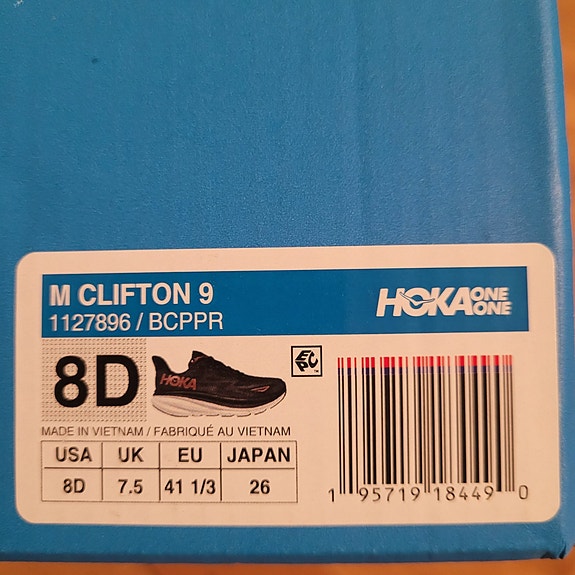 M CLIFTON 9
1127896 / BCPPR
HOKA ONE ONE
8D
HOKA
EPC
MADE IN VIETNAM / FABRIQUÉ AU VIETNAM
USA UK EU JAPAN
8D 7.5 41 1/3 26
1 95719 18449 0